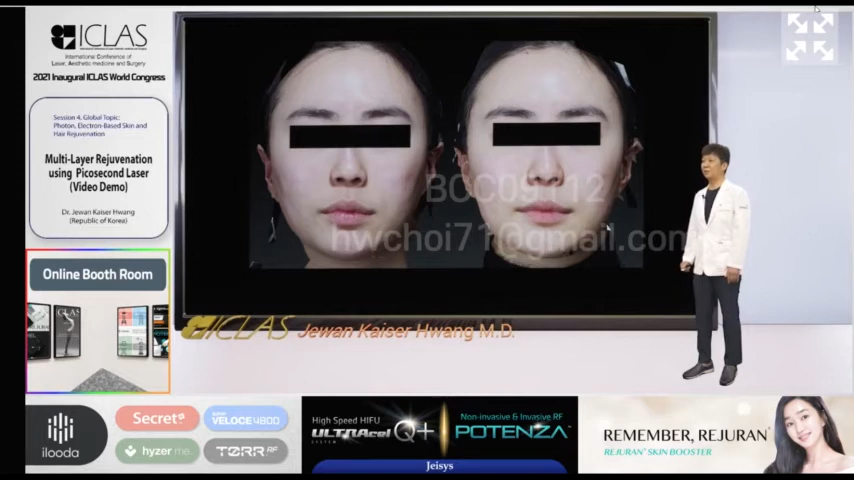 ICLAS
International Conference of
Laser, Aesthetic medicine and Surgery
2021 Inaugural ICLAS World Congress
Session 4. Global Topic:
Photon, Electron-Based Skin and
Hair Rejuvenation
Multi-Layer Rejuvenation
using Picosecond Laser
(Video Demo)
Dr. Jewan Kaiser Hwang
(Republic of Korea)
Online Booth Room
hwchoi71@gmail.com
ICLAS Jewan Kaiser Hwang M.D.
ilooda
Secret
VELOCE 4800
hyzer me
TORR RF
High Speed HIFU
ULTRAcel Q+
SYSTEM
Non-invasive & Invasive RF
POTENZA
Jeisys
REMEMBER, REJURAN
REJURAN SKIN BOOSTER